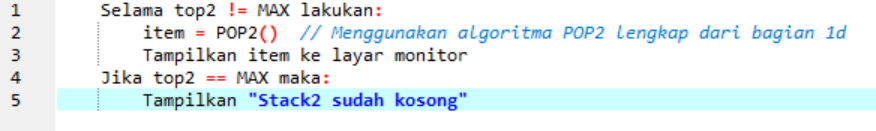 1 Selama top2 != MAX lakukan:
2 item = POP2() // Menggunakan algoritma POP2 lengkap dari bagian 1d
3 Tampilkan item ke layar monitor
4 Jika top2 == MAX maka:
5 Tampilkan "Stack2 sudah kosong"